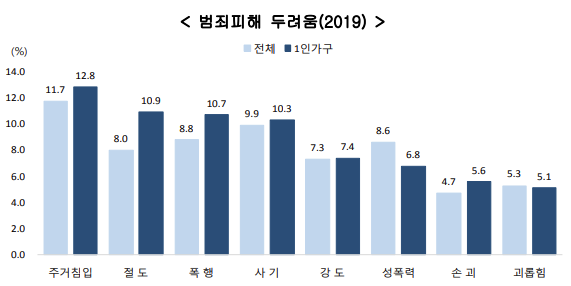 < 범죄피해 두려움(2019) >
전체 1인가구
(%)
14.0
12.0
10.0
8.0
6.0
4.0
2.0
0.0
11.7 12.8 8.0 10.9 8.8 10.7 9.9 10.3 7.3 7.4 8.6 6.8 4.7 5.6 5.3 5.1
주거침입 절 도 폭 행 사 기 강 도 성폭력 손 괴 괴롭힘